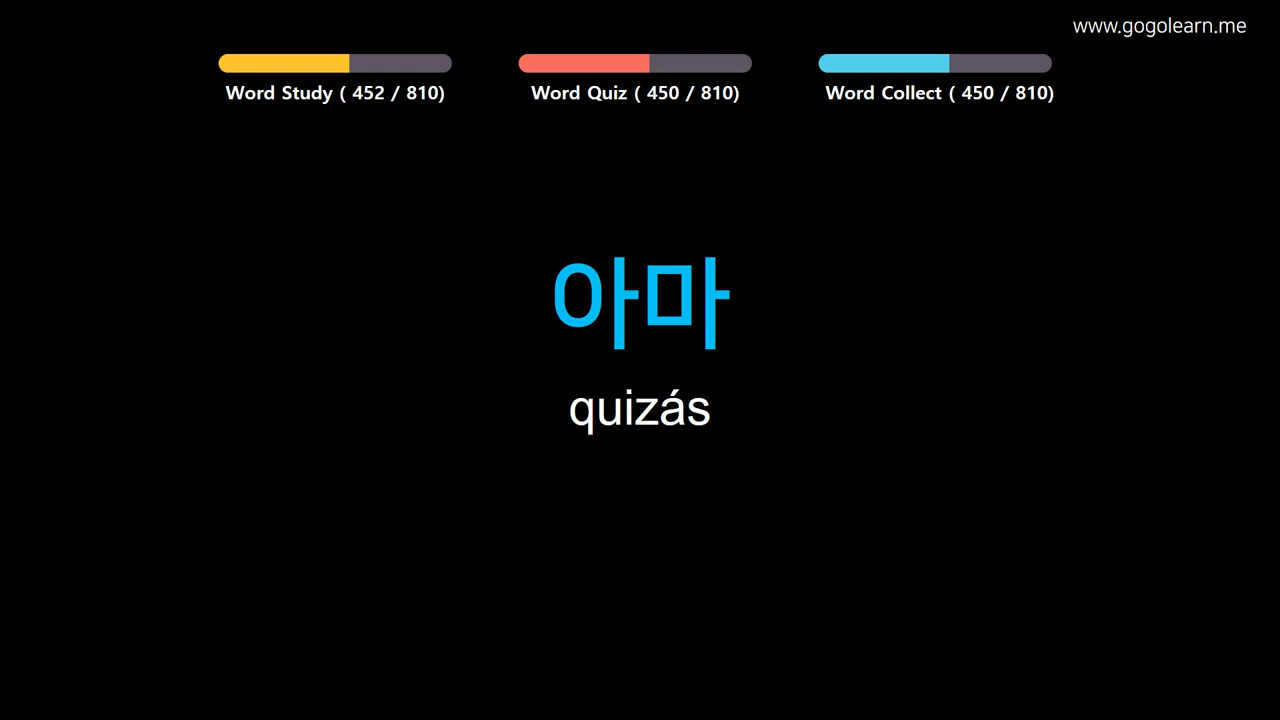 www.gogolearn.me
Word Study ( 452 / 810)
Word Quiz ( 450 / 810)
Word Collect ( 450 / 810)
아마
quizás